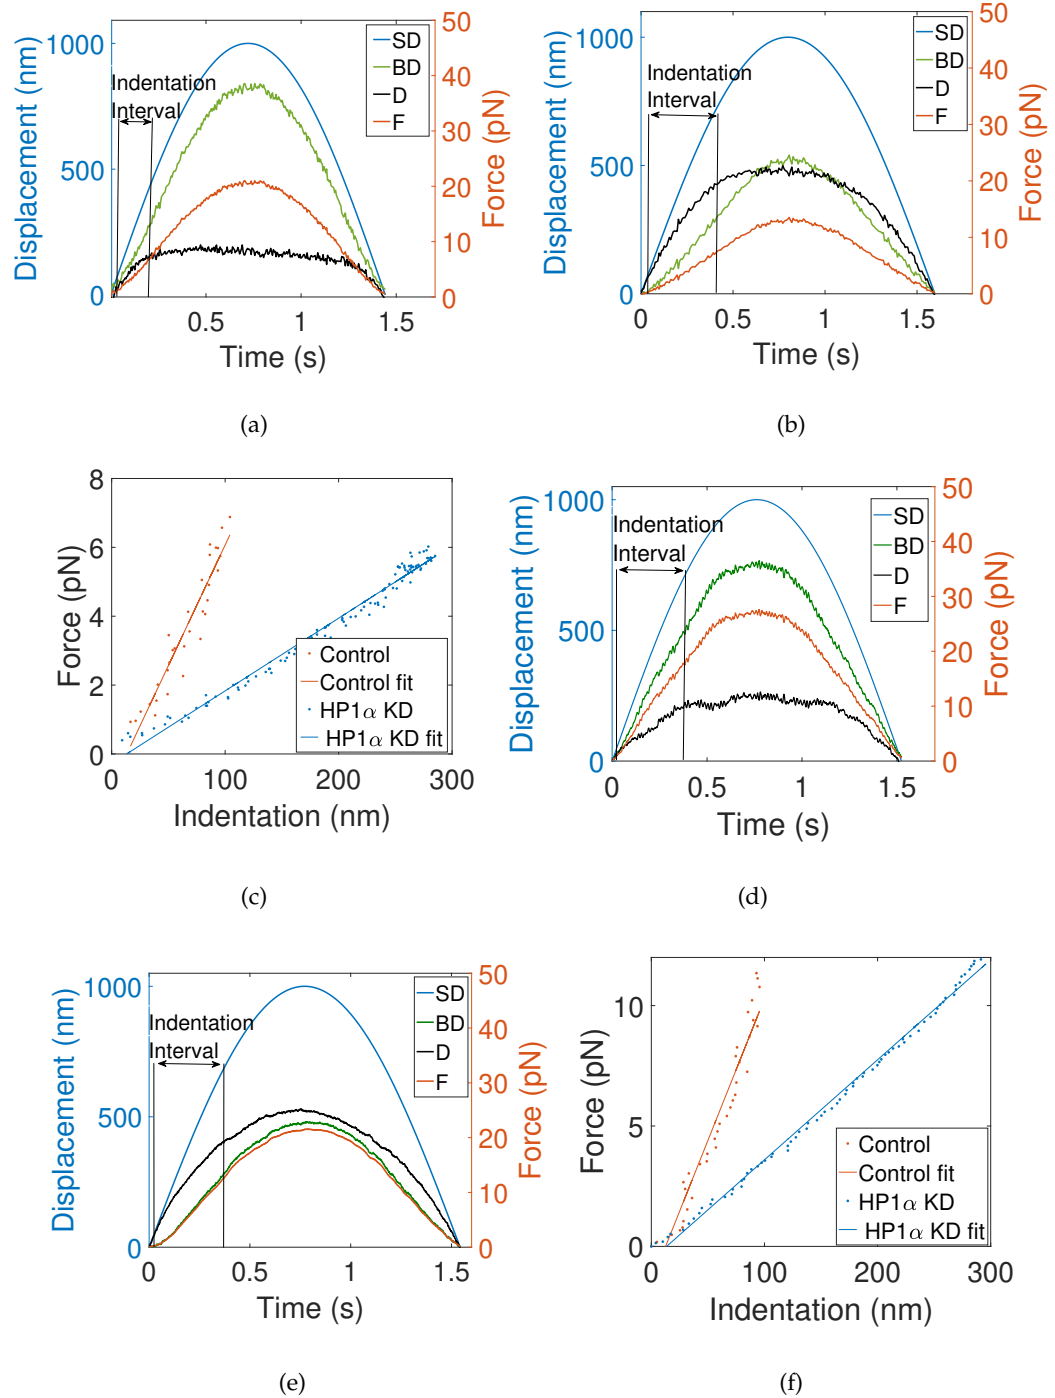 Displacement (nm)
1000
500
0
Indentation
Interval
SD
BD
D
F
50
40
30
20
10
0
Force (pN)
0.5
1
1.5
Time (s)
(a)
Displacement (nm)
1000
500
0
Indentation
Interval
SD
BD
D
F
50
40
30
20
10
0
Force (pN)
0
0.5
1
1.5
Time (s)
(b)
Force (pN)
8
6
4
2
0
Control
Control fit
HP1α KD
HP1α KD fit
0
100
200
300
Indentation (nm)
(c)
Displacement (nm)
1000
500
0
Indentation
Interval
SD
BD
D
F
50
40
30
20
10
0
Force (pN)
0
0.5
1
1.5
Time (s)
(d)
Displacement (nm)
1000
500
0
Indentation
Interval
SD
BD
D
F
50
40
30
20
10
0
Force (pN)
0
0.5
1
1.5
Time (s)
(e)
Force (pN)
10
5
0
Control
Control fit
HP1α KD
HP1α KD fit
0
100
200
300
Indentation (nm)
(f)